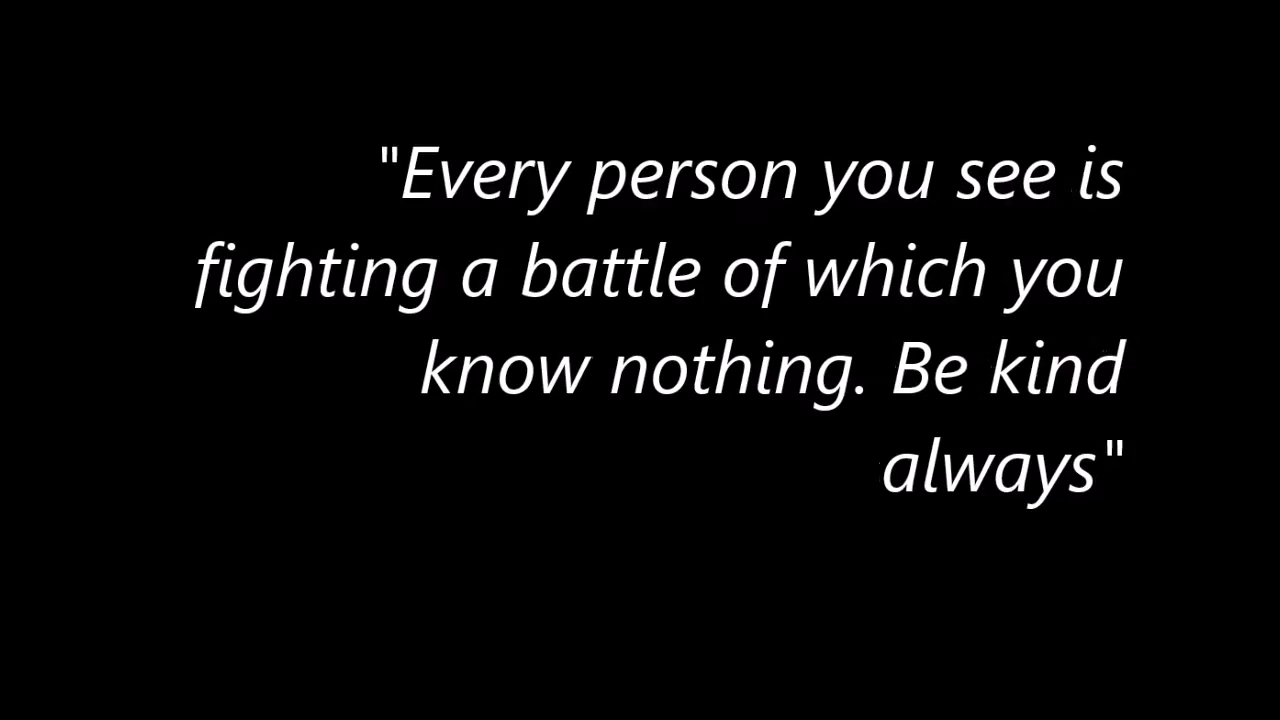 "Every person you see is
fighting a battle of which you
know nothing. Be kind
always"